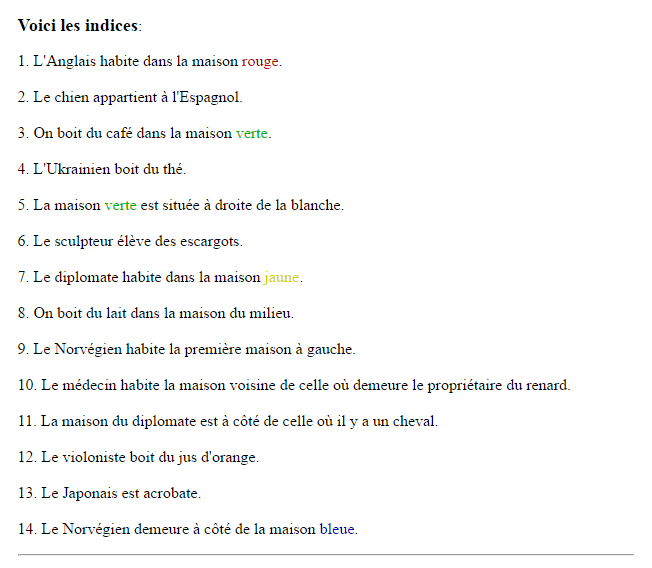 Voici les indices:
1. L'Anglais habite dans la maison rouge.
2. Le chien appartient à l'Espagnol.
3. On boit du café dans la maison verte.
4. L'Ukrainien boit du thé.
5. La maison verte est située à droite de la blanche.
6. Le sculpteur élève des escargots.
7. Le diplomate habite dans la maison jaune.
8. On boit du lait dans la maison du milieu.
9. Le Norvégien habite la première maison à gauche.
10. Le médecin habite la maison voisine de celle où demeure le propriétaire du renard.
11. La maison du diplomate est à côté de celle où il y a un cheval.
12. Le violoniste boit du jus d'orange.
13. Le Japonais est acrobate.
14. Le Norvégien demeure à côté de la maison bleue.